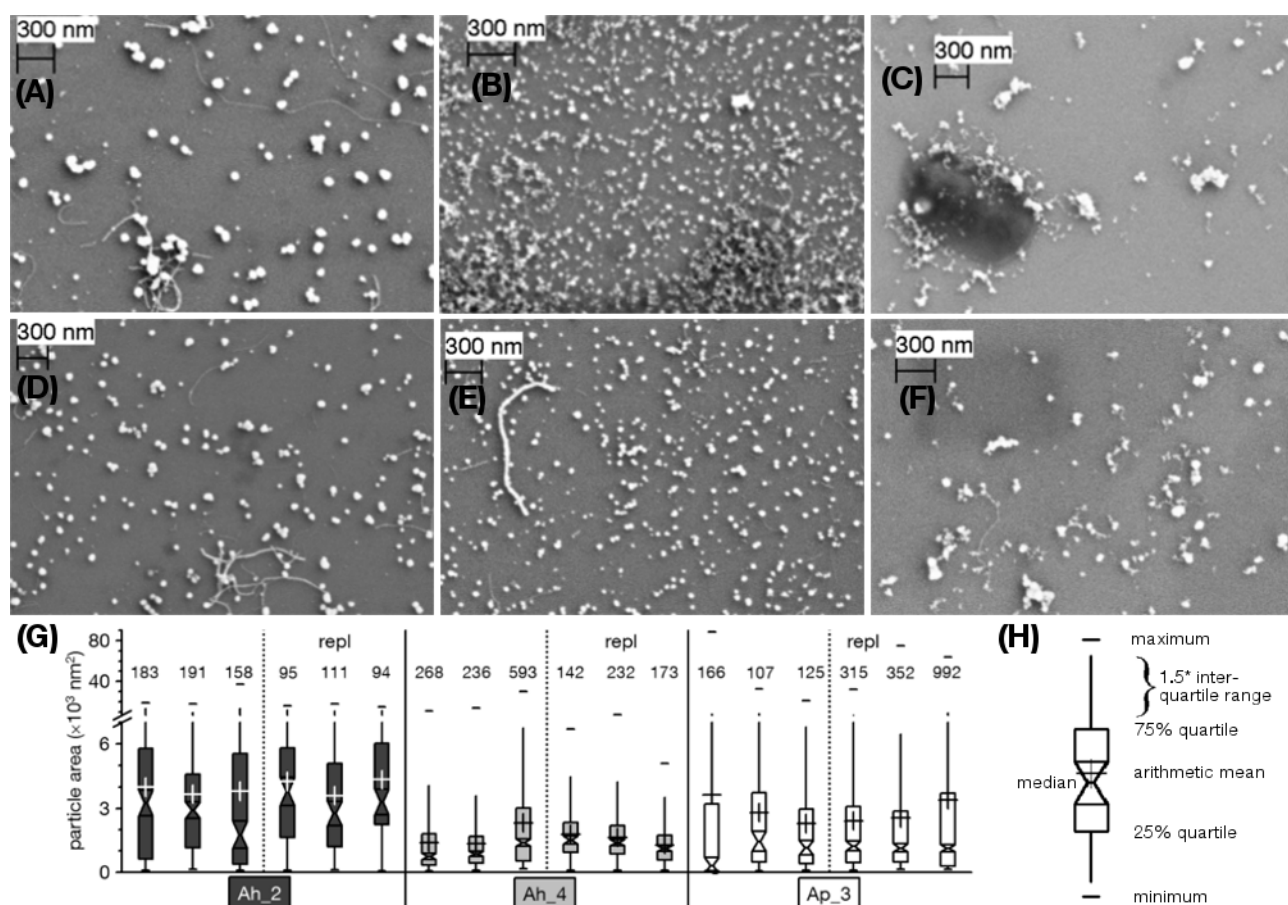 300 nm
(A)
300 nm
(B)
300 nm
(C)
300 nm
(D)
300 nm
(E)
300 nm
(F)
(G)
repl
repl
repl
80
183
191
158
95
111
94
268
236
593
142
232
173
166
107
125
315
352
992
40
6
3
0
particle area (×10³ nm²)
Ah_2
Ah_4
Ap_3
(H)
maximum
1.5* inter-
quartile range
75% quartile
arithmetic mean
median
25% quartile
minimum